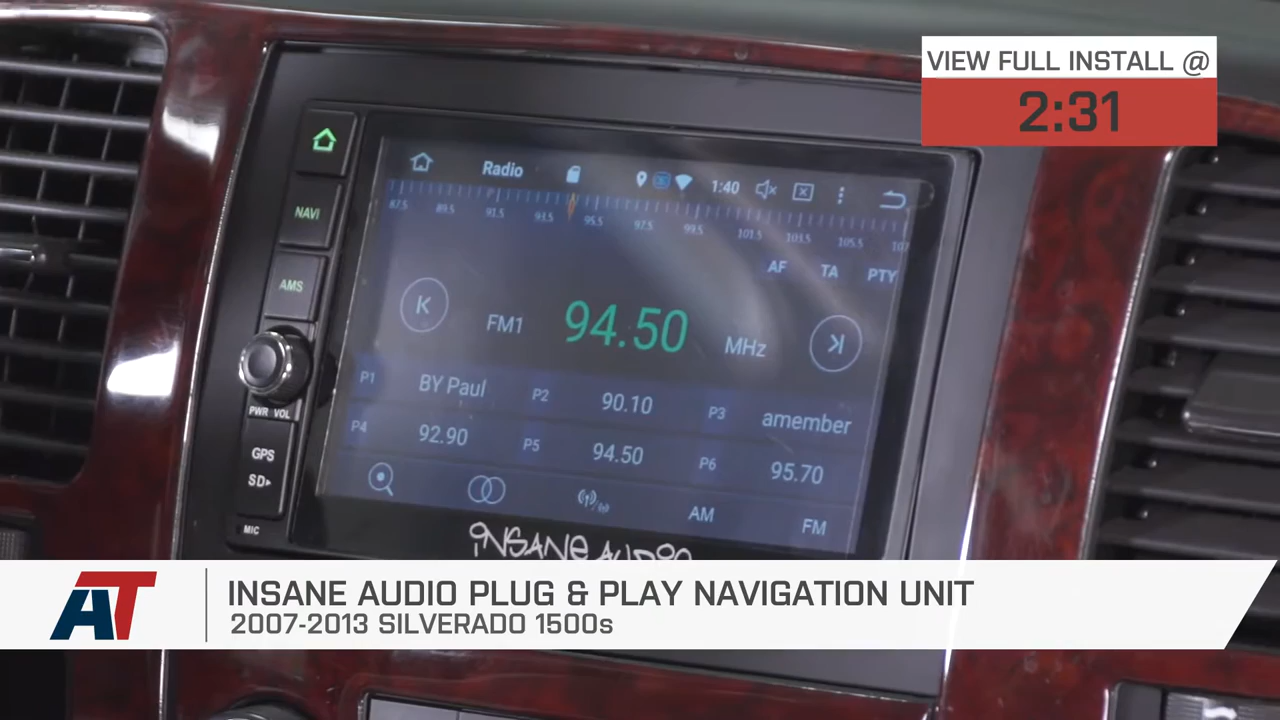 VIEW FULL INSTALL @
2:31
Radio
1:40
87.5 89.5 91.5 93.5 95.5 97.5 99.5 101.5 103.5 105.5
NAVI
AF TA PTY
AMS
FM1 94.50 MHz
P1 BY Paul P2 90.10 P3 amember
PWR VOL
P4 92.90 P5 94.50 P6 95.70
GPS
SD▸
AM FM
MIC
iNSANE AUDIO
AT
INSANE AUDIO PLUG & PLAY NAVIGATION UNIT
2007-2013 SILVERADO 1500s